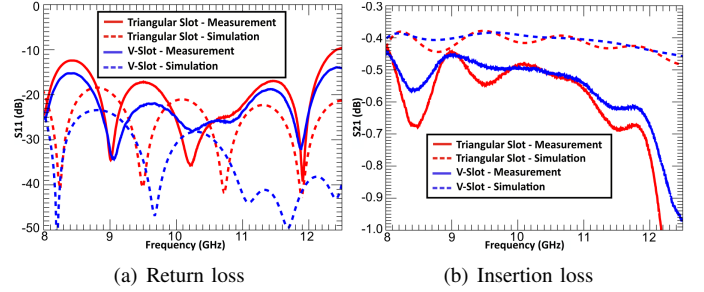 0
-10
-20
-30
-40
-50
S11 (dB)
Triangular Slot - Measurement
Triangular Slot - Simulation
V-Slot - Measurement
V-Slot - Simulation
8 9 10 11 12
Frequency (GHz)
(a) Return loss
-0.3
-0.4
-0.5
-0.6
-0.7
-0.8
-0.9
-1.0
S21 (dB)
Triangular Slot - Measurement
Triangular Slot - Simulation
V-Slot - Measurement
V-Slot - Simulation
8 9 10 11 12
Frequency (GHz)
(b) Insertion loss